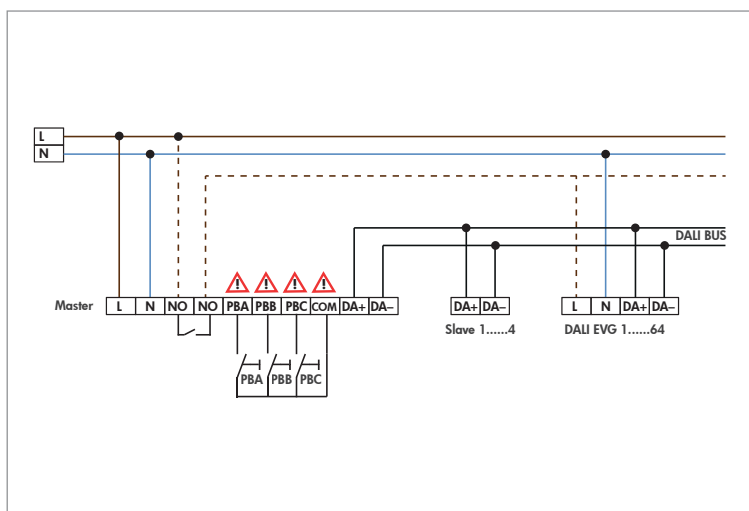 L
N
DALI BUS
! ! ! !
Master L N NO NO PBA PBB PBC COM DA+ DA– DA+ DA– L N DA+ DA–
Slave 1......4 DALI EVG 1......64
PBA PBB PBC